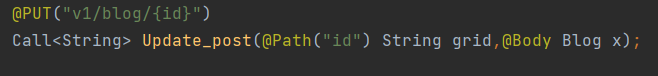 @PUT("v1/blog/{id}")
Call<String> Update_post(@Path("id") String grid,@Body Blog x);